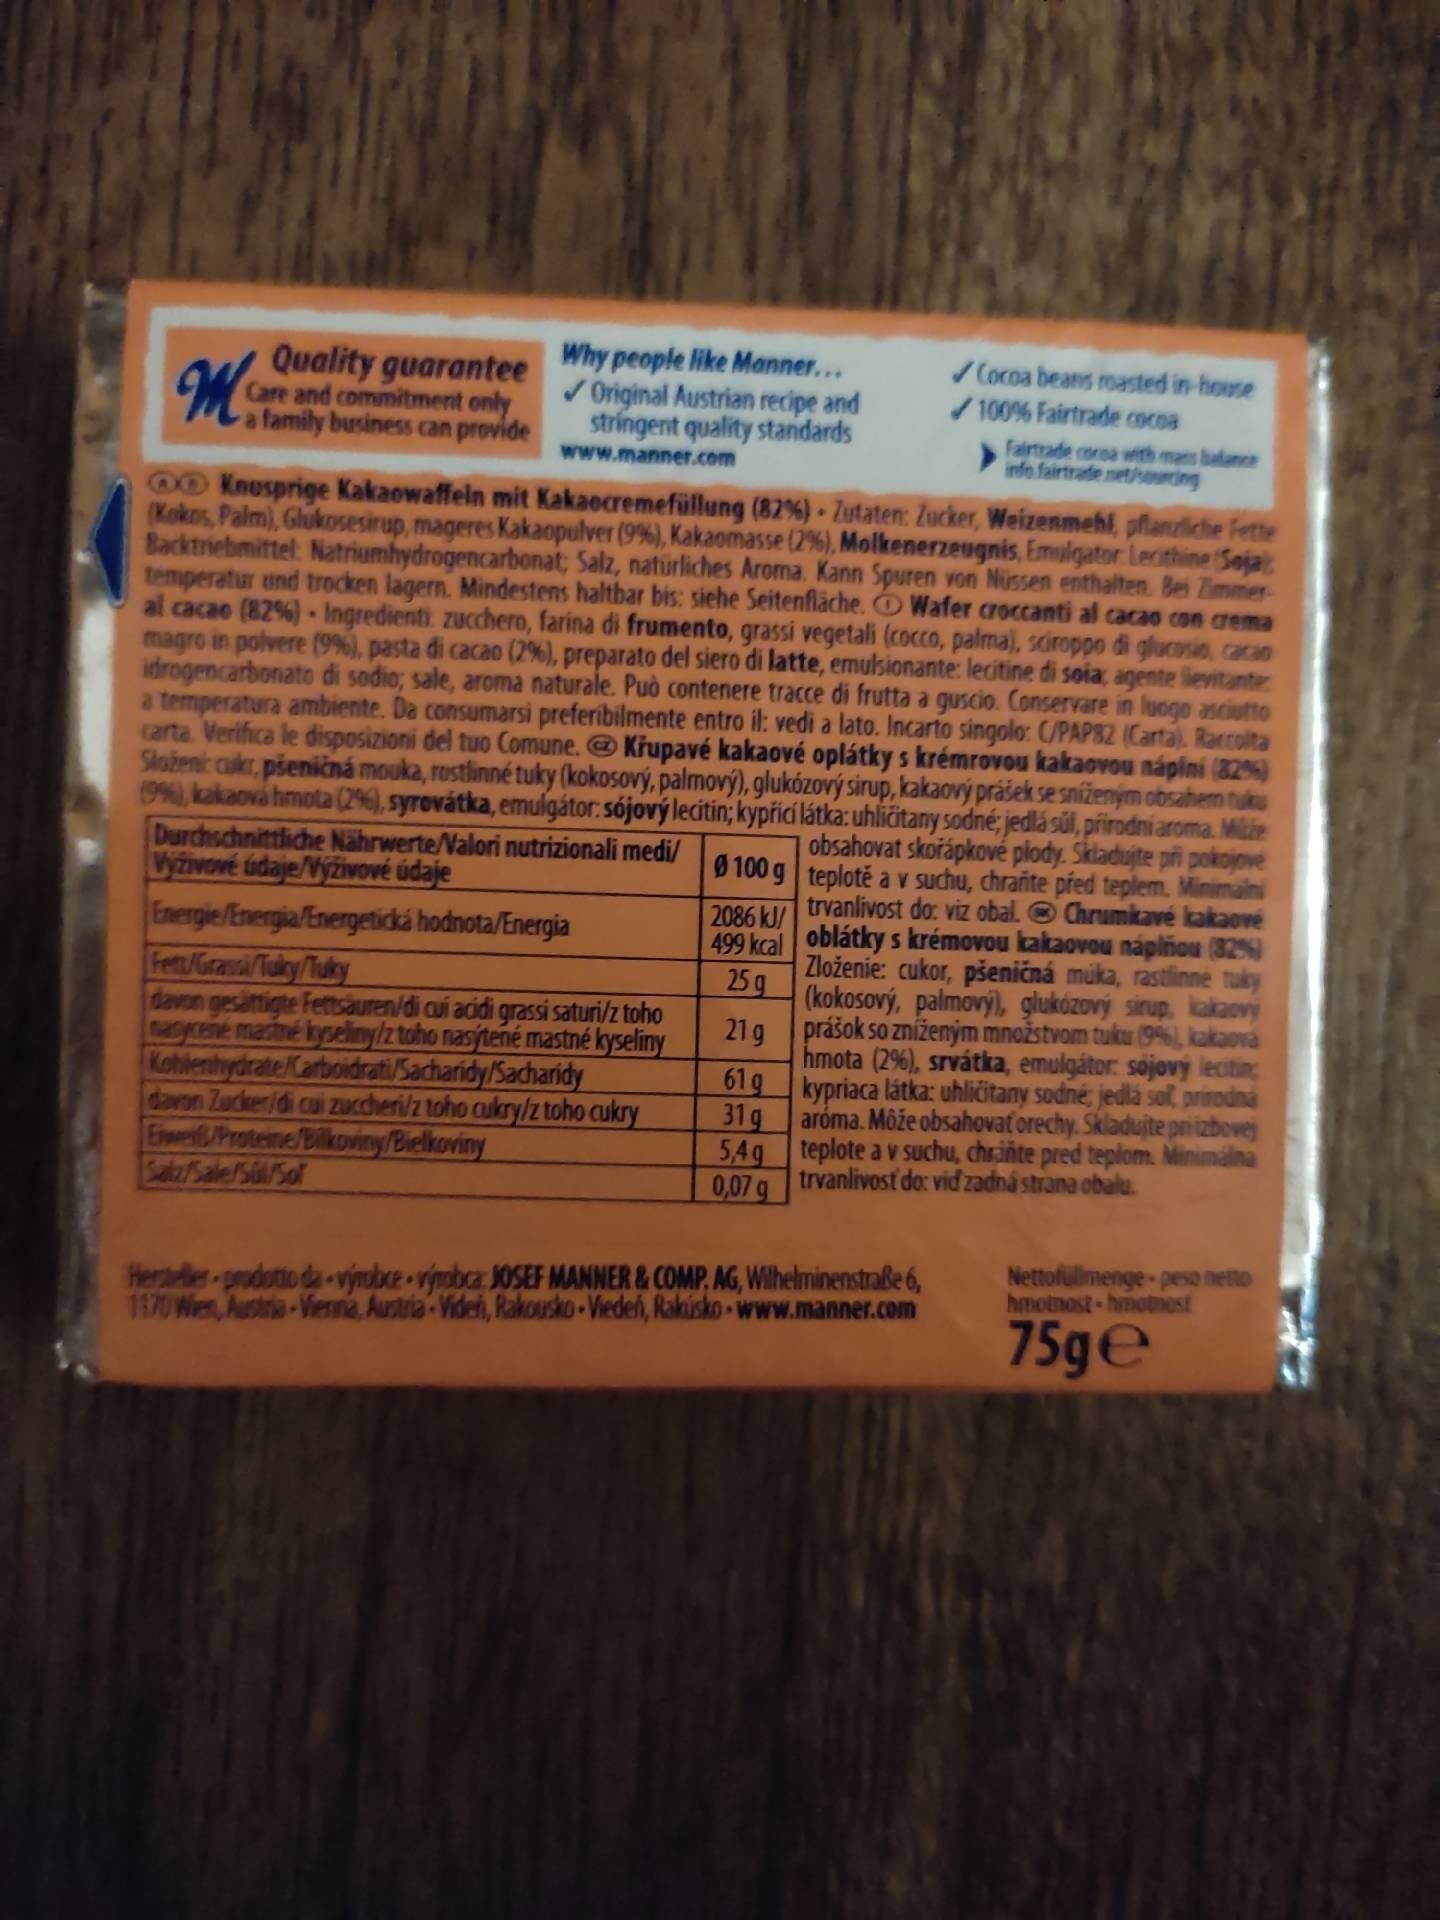 M Quality guarantee
Care and commitment only
a family business can provide
Why people like Manner...
✓ Original Austrian recipe and
stringent quality standards
www.manner.com
✓ Cocoa beans roasted in-house
✓ 100% Fairtrade cocoa
Fairtrade cocoa with mass balance
info.fairtrade.net/sourcing
Ⓐ Ⓓ Knusprige Kakaowaffeln mit Kakaocremefüllung (82%) • Zutaten: Zucker, Weizenmehl, pflanzliche Fette
(Kokos, Palm), Glukosesirup, mageres Kakaopulver (9%), Kakaomasse (2%), Molkenerzeugnis, Emulgator: Lecithine (Soja);
Backtriebmittel: Natriumhydrogencarbonat; Salz, natürliches Aroma. Kann Spuren von Nüssen enthalten. Bei Zimmer-
temperatur und trocken lagern. Mindestens haltbar bis: siehe Seitenfläche. Ⓘ Wafer croccanti al cacao con crema
al cacao (82%) • Ingredienti: zucchero, farina di frumento, grassi vegetali (cocco, palma), sciroppo di glucosio, cacao
magro in polvere (9%), pasta di cacao (2%), preparato del siero di latte, emulsionante: lecitine di soia; agente lievitante:
idrogencarbonato di sodio; sale, aroma naturale. Può contenere tracce di frutta a guscio. Conservare in luogo asciutto
a temperatura ambiente. Da consumarsi preferibilmente entro il: vedi a lato. Incarto singolo: C/PAP82 (Carta). Raccolta
carta. Verifica le disposizioni del tuo Comune. CZ Křupavé kakaové oplátky s krémrovou kakaovou náplní (82%)
Složení: cukr, pšeničná mouka, rostlinné tuky (kokosový, palmový), glukózový sirup, kakaový prášek se sníženým obsahem tuku
(9%), kakaová hmota (2%), syrovátka, emulgátor: sójový lecitin; kypřicí látka: uhličitany sodné; jedlá sůl, přírodní aroma. Může
obsahovat skořápkové plody. Skladujte při pokojové
teplotě a v suchu, chraňte před teplem. Minimální
trvanlivost do: viz obal. SK Chrumkavé kakaové
oblátky s krémovou kakaovou náplňou (82%)
Zloženie: cukor, pšeničná múka, rastlinne tuky
(kokosový, palmový), glukózový sirup, kakaový
prášok so zníženým množstvom tuku (9%), kakaová
hmota (2%), srvátka, emulgátor: sójový lecitin;
kypriaca látka: uhličitany sodné; jedlá soľ, prírodná
aróma. Môže obsahovať orechy. Skladujte pri izbovej
teplote a v suchu, chráňte pred teplom. Minimálna
trvanlivosť do: viď zadná strana obalu.
Durchschnittliche Nährwerte/Valori nutrizionali medi/
Výživové údaje/Výživové údaje Ø 100 g
Energie/Energia/Energetická hodnota/Energia 2086 kJ/
499 kcal
Fett/Grassi/Tuky/Tuky 25 g
davon gesättigte Fettsäuren/di cui acidi grassi saturi/z toho
nasycené mastné kyseliny/z toho nasýtené mastné kyseliny 21 g
Kohlenhydrate/Carboidrati/Sacharidy/Sacharidy 61 g
davon Zucker/di cui zuccheri/z toho cukry/z toho cukry 31 g
Eiweiß/Proteine/Bílkoviny/Bielkoviny 5,4 g
Salz/Sale/Sůl/Soľ 0,07 g
Hersteller • prodotto da • výrobce • výrobca: JOSEF MANNER & COMP. AG, Wilhelminenstraße 6,
1170 Wien, Austria • Vienna, Austria • Vídeň, Rakousko • Viedeň, Rakúsko • www.manner.com
Nettofüllmenge • peso netto
hmotnost • hmotnosť
75g e